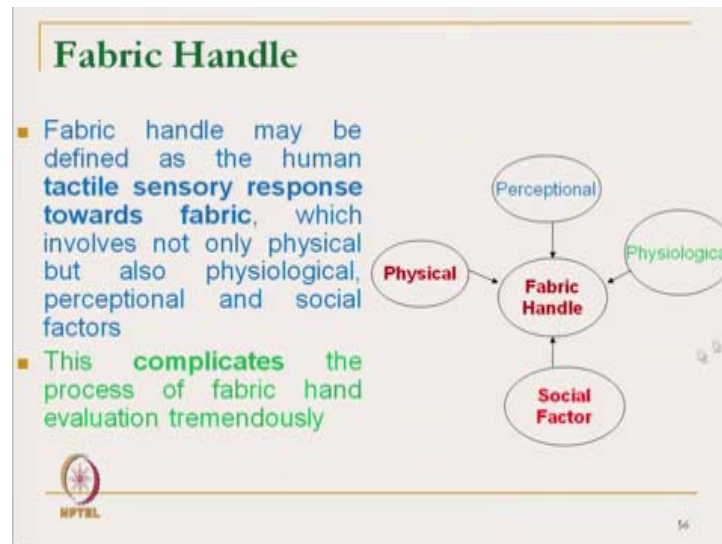 Fabric Handle
Fabric handle may be
defined as the human
tactile sensory response
towards fabric, which
involves not only physical
but also physiological,
perceptional and social
factors
This complicates the
process of fabric hand
evaluation tremendously
Perceptional
Physical
Physiologica
Fabric
Handle
Social
Factor
NPTEL